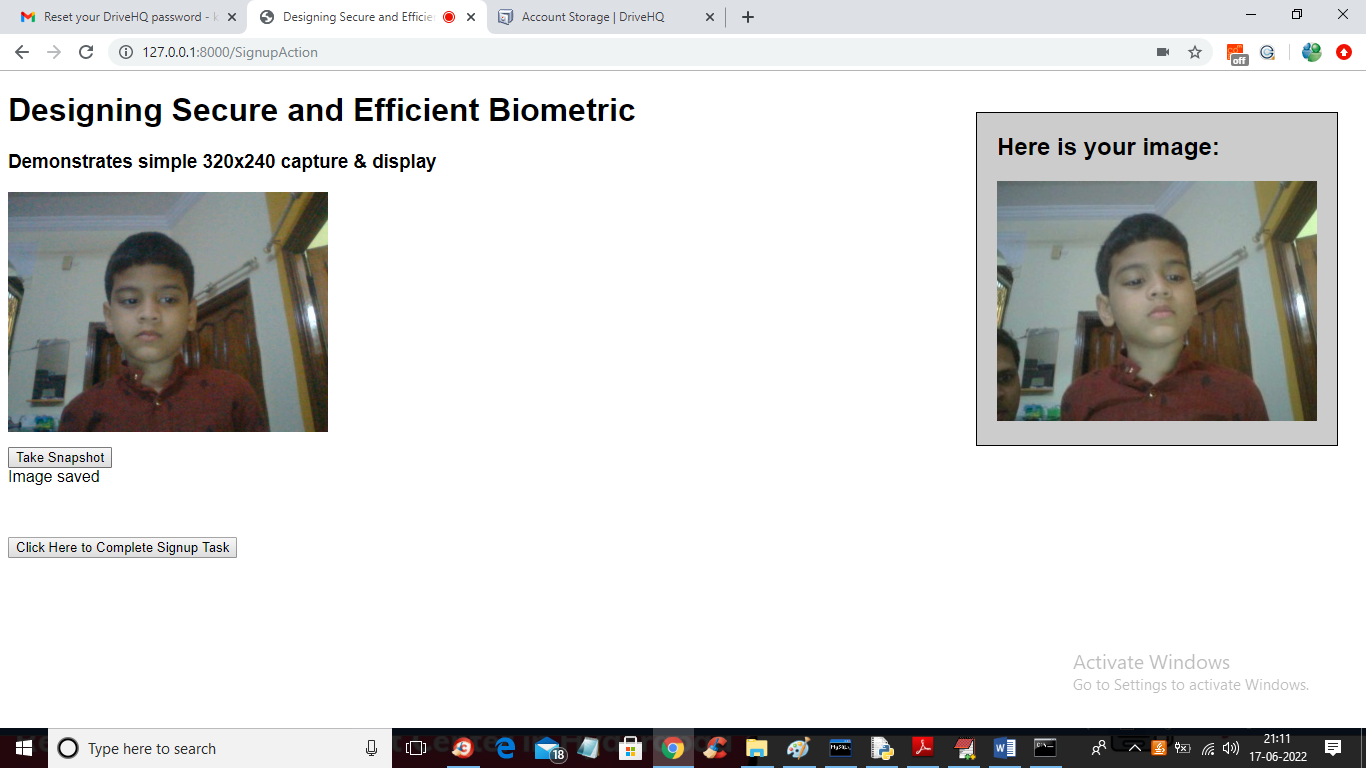 Reset your DriveHQ password - k
Designing Secure and Efficie
Account Storage | DriveHQ
127.0.0.1:8000/SignupAction
off
Designing Secure and Efficient Biometric
Demonstrates simple 320x240 capture & display
Here is your image:
Take Snapshot
Image saved
Click Here to Complete Signup Task
Activate Windows
Go to Settings to activate Windows.
Type here to search
18
21:11
17-06-2022